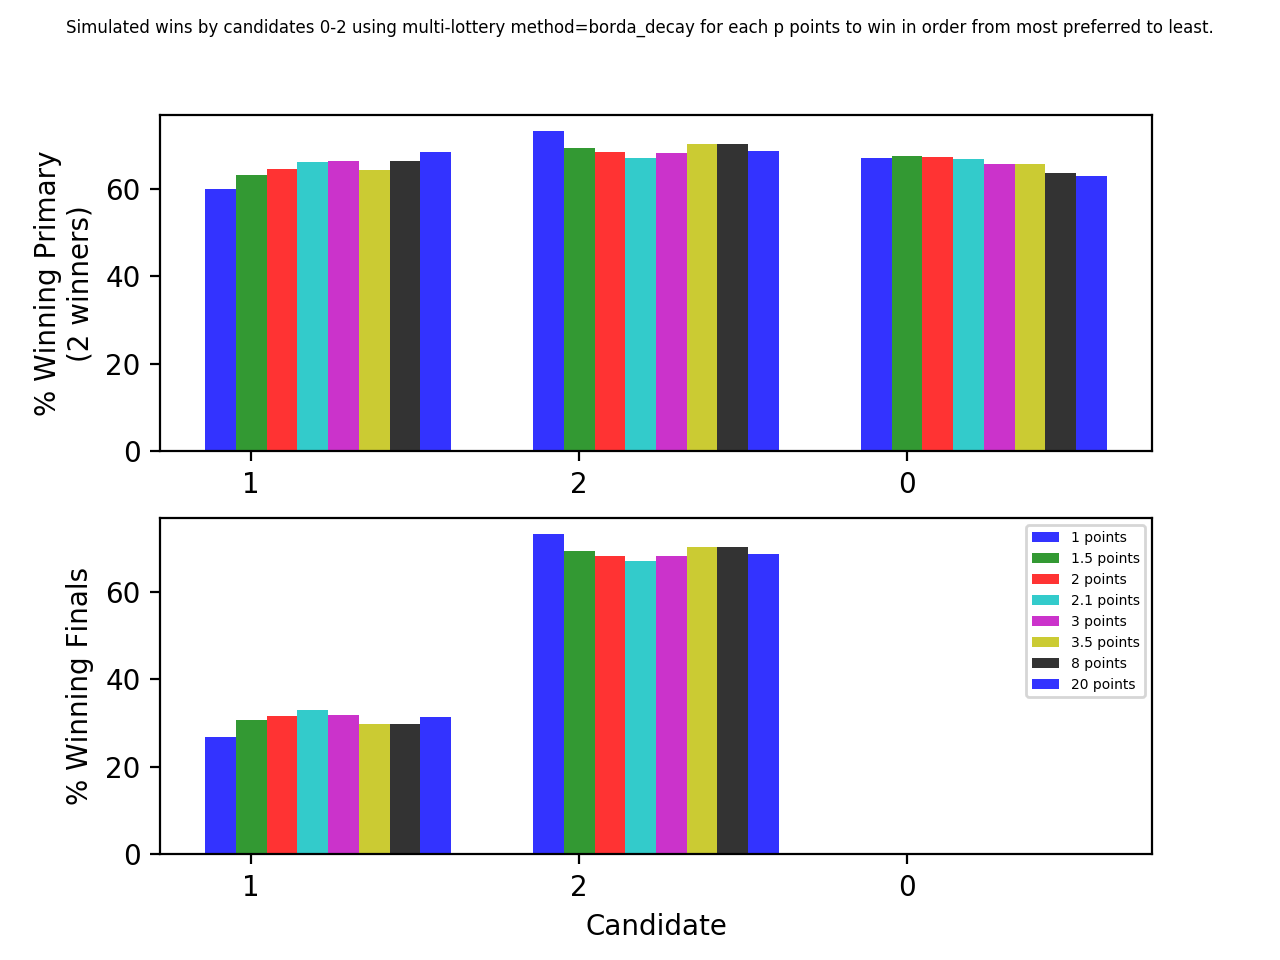 Simulated wins by candidates 0-2 using multi-lottery method=borda_decay for each p points to win in order from most preferred to least.
% Winning Primary
(2 winners)
60
40
20
0
1
2
0
% Winning Finals
60
40
20
0
1 points
1.5 points
2 points
2.1 points
3 points
3.5 points
8 points
20 points
1
2
0
Candidate